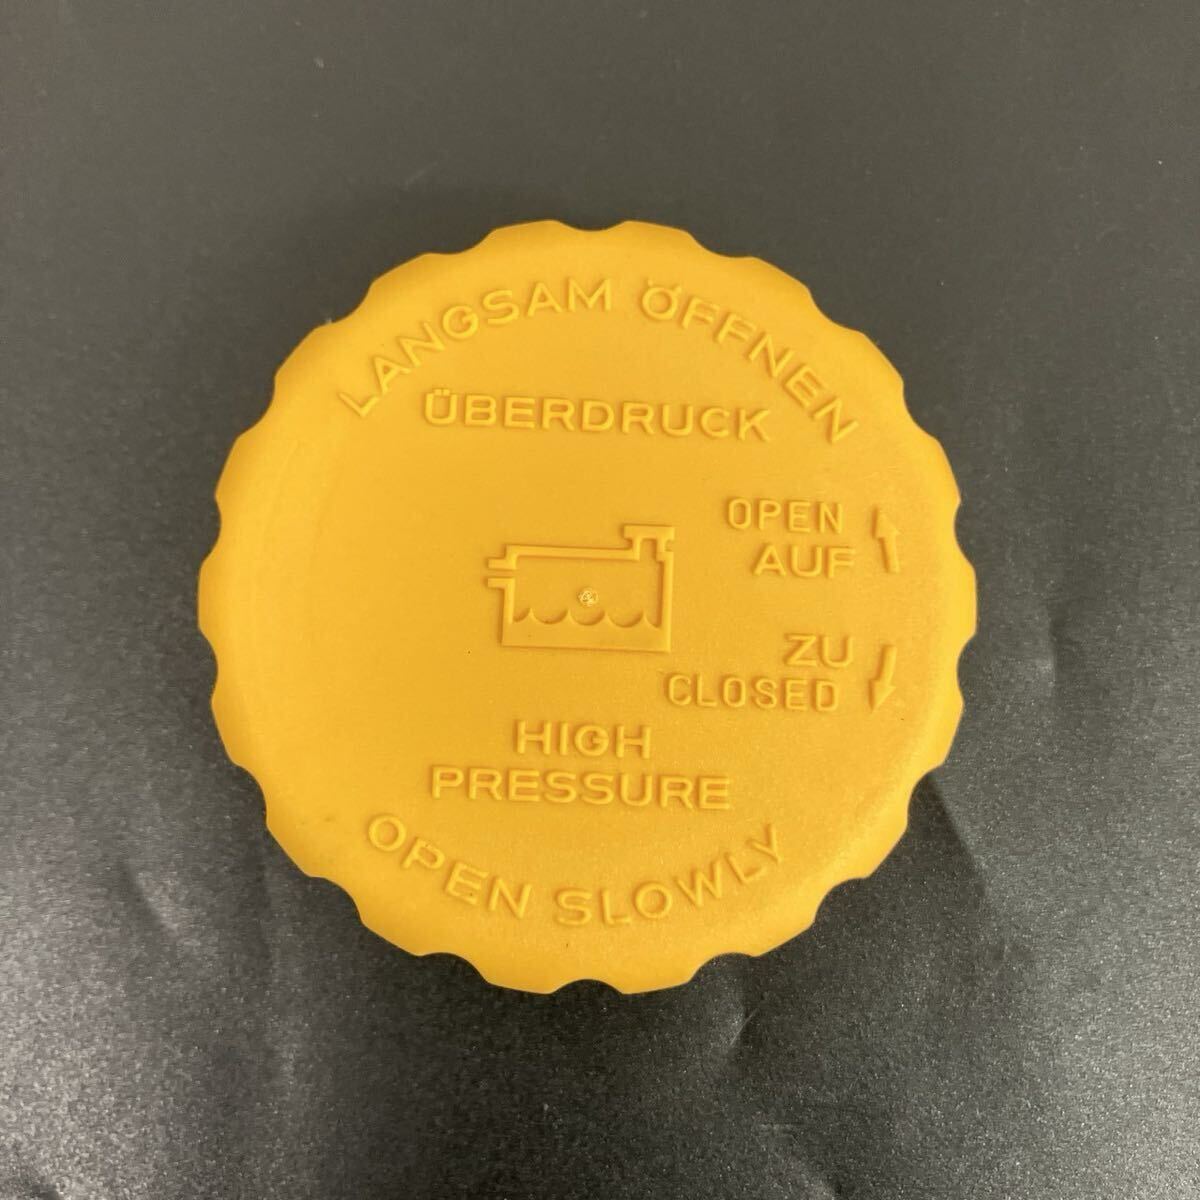 LANGSAM ÖFFNEN
ÜBERDRUCK
OPEN
AUF
ZU
CLOSED
HIGH
PRESSURE
OPEN SLOWLY